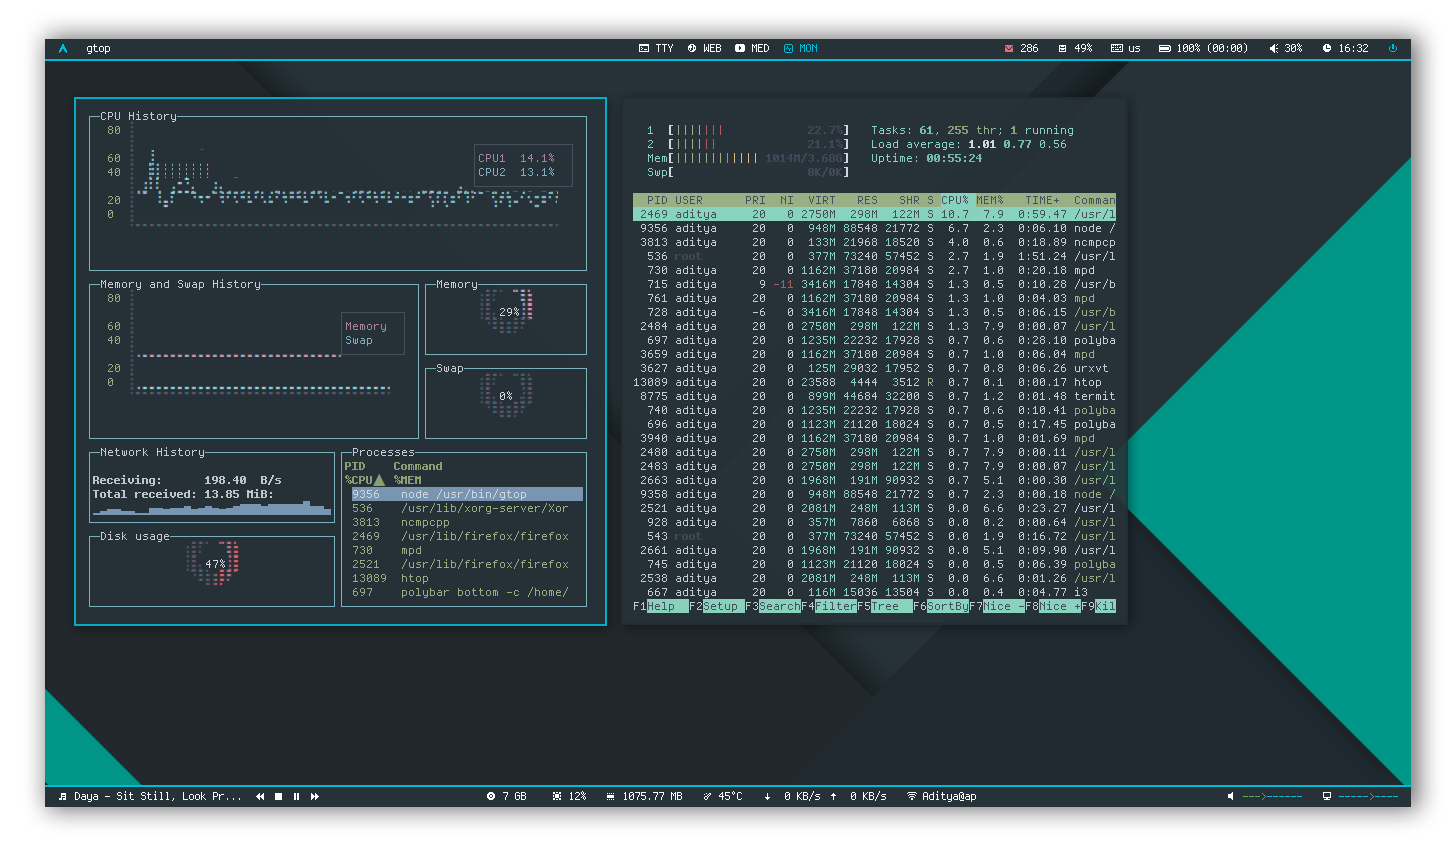 gtop TTY WEB MED MON 286 49% us 100% (00:00) 30% 16:32
CPU History
80
60
40
20
0
CPU1 14.1%
CPU2 13.1%
Memory and Swap History
80
60
40
20
0
Memory
Swap
Memory
29%
Swap
0%
Network History
Receiving: 198.40 B/s
Total received: 13.85 MiB:
Disk usage
47%
Processes
PID Command
%CPU▲ %MEM
9356 node /usr/bin/gtop
536 /usr/lib/xorg-server/Xor
3813 ncmpcpp
2469 /usr/lib/firefox/firefox
730 mpd
2521 /usr/lib/firefox/firefox
13089 htop
697 polybar bottom -c /home/
1 [||||||| 22.7%] Tasks: 61, 255 thr; 1 running
2 [|||||| 21.1%] Load average: 1.01 0.77 0.56
Mem[|||||||||||| 1014M/3.68G] Uptime: 00:55:24
Swp[ 0K/0K]
PID USER PRI NI VIRT RES SHR S CPU% MEM% TIME+ Comman
2469 aditya 20 0 2750M 298M 122M S 10.7 7.9 0:59.47 /usr/l
9356 aditya 20 0 948M 88548 21772 S 6.7 2.3 0:06.10 node /
3813 aditya 20 0 133M 21968 18520 S 4.0 0.6 0:18.89 ncmpcp
536 root 20 0 377M 73240 57452 S 2.7 1.9 1:51.24 /usr/l
730 aditya 20 0 1162M 37180 20984 S 2.7 1.0 0:20.18 mpd
715 aditya 9 -11 3416M 17848 14304 S 1.3 0.5 0:10.28 /usr/b
761 aditya 20 0 1162M 37180 20984 S 1.3 1.0 0:04.03 mpd
728 aditya -6 0 3416M 17848 14304 S 1.3 0.5 0:06.15 /usr/b
2484 aditya 20 0 2750M 298M 122M S 1.3 7.9 0:00.07 /usr/l
697 aditya 20 0 1235M 22232 17928 S 0.7 0.6 0:28.10 polyba
3659 aditya 20 0 1162M 37180 20984 S 0.7 1.0 0:06.04 mpd
3627 aditya 20 0 125M 29032 17952 S 0.7 0.8 0:06.26 urxvt
13089 aditya 20 0 23588 4444 3512 R 0.7 0.1 0:00.17 htop
8775 aditya 20 0 899M 44684 32200 S 0.7 1.2 0:01.48 termit
740 aditya 20 0 1235M 22232 17928 S 0.7 0.6 0:10.41 polyba
696 aditya 20 0 1123M 21120 18024 S 0.7 0.5 0:17.45 polyba
3940 aditya 20 0 1162M 37180 20984 S 0.7 1.0 0:01.69 mpd
2480 aditya 20 0 2750M 298M 122M S 0.7 7.9 0:00.11 /usr/l
2483 aditya 20 0 2750M 298M 122M S 0.7 7.9 0:00.07 /usr/l
2663 aditya 20 0 1968M 191M 90932 S 0.7 5.1 0:00.30 /usr/l
9358 aditya 20 0 948M 88548 21772 S 0.7 2.3 0:00.18 node /
2521 aditya 20 0 2081M 248M 113M S 0.0 6.6 0:23.27 /usr/l
928 aditya 20 0 357M 7860 6868 S 0.0 0.2 0:00.64 /usr/l
543 root 20 0 377M 73240 57452 S 0.0 1.9 0:16.72 /usr/l
2661 aditya 20 0 1968M 191M 90932 S 0.0 5.1 0:09.90 /usr/l
745 aditya 20 0 1123M 21120 18024 S 0.0 0.5 0:06.39 polyba
2538 aditya 20 0 2081M 248M 113M S 0.0 6.6 0:01.26 /usr/l
667 aditya 20 0 116M 15036 13504 S 0.0 0.4 0:04.77 i3
F1Help F2Setup F3SearchF4FilterF5Tree F6SortByF7Nice -F8Nice +F9Kil
Daya - Sit Still, Look Pr... 7 GB 12% 1075.77 MB 45°C ↓ 0 KB/s ↑ 0 KB/s Aditya@ap --->------ ----->----